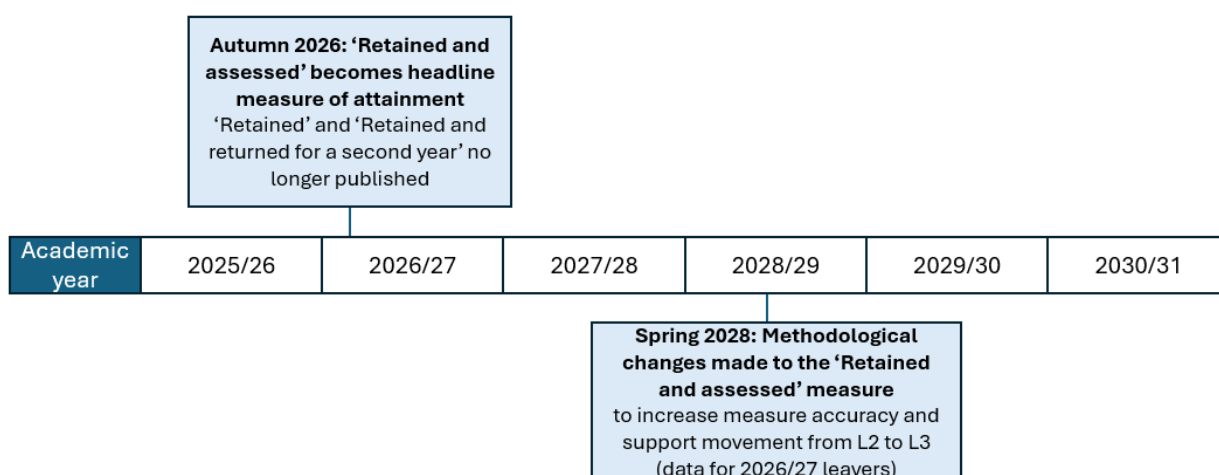 Autumn 2026: ‘Retained and
assessed’ becomes headline
measure of attainment
‘Retained’ and ‘Retained and
returned for a second year’ no
longer published
Academic
year
2025/26
2026/27
2027/28
2028/29
2029/30
2030/31
Spring 2028: Methodological
changes made to the ‘Retained
and assessed’ measure
to increase measure accuracy and
support movement from L2 to L3
(data for 2026/27 leavers)